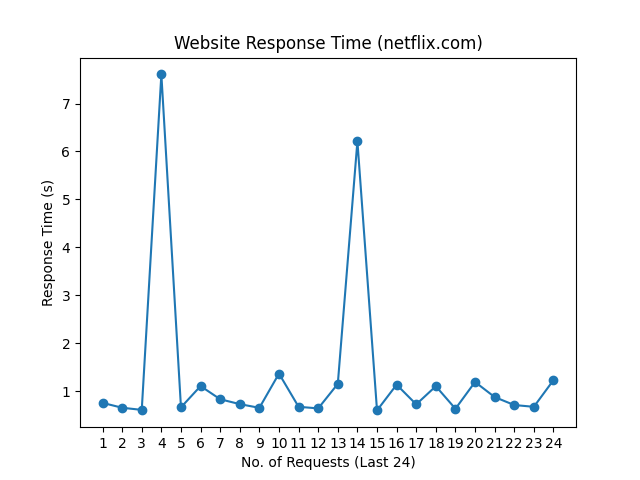 Website Response Time (netflix.com)
7
6
5
4
3
2
1
Response Time (s)
1 2 3 4 5 6 7 8 9 10 11 12 13 14 15 16 17 18 19 20 21 22 23 24
No. of Requests (Last 24)